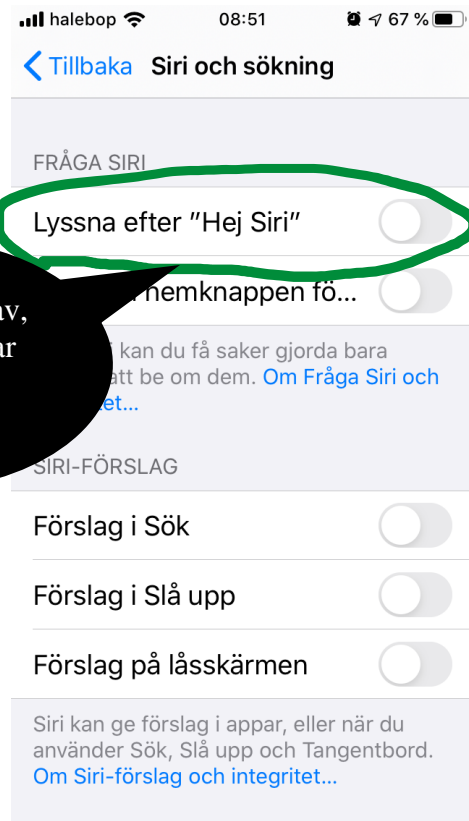 halebop 08:51 67 %
Tillbaka Siri och sökning
FRÅGA SIRI
Lyssna efter "Hej Siri"
av,
ar
hemknappen fö...
kan du få saker gjorda bara
att be om dem. Om Fråga Siri och
et...
SIRI-FÖRSLAG
Förslag i Sök
Förslag i Slå upp
Förslag på låsskärmen
Siri kan ge förslag i appar, eller när du
använder Sök, Slå upp och Tangentbord.
Om Siri-förslag och integritet...